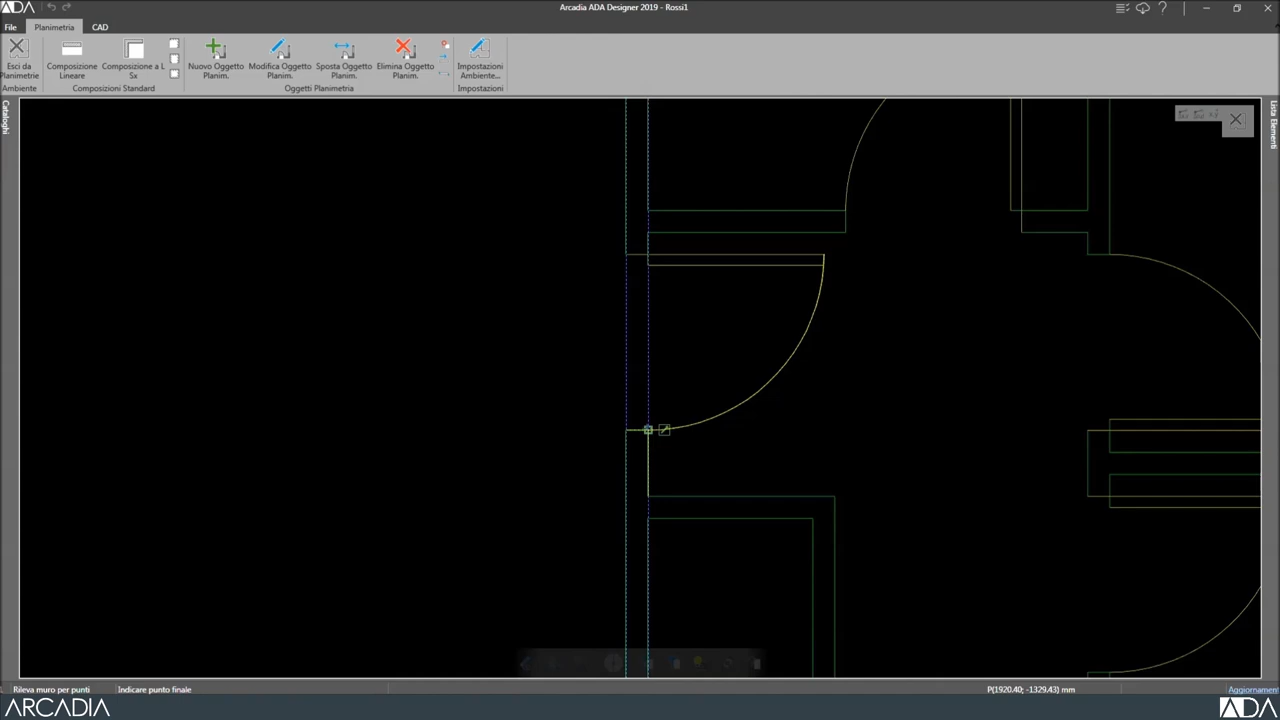 ADA
Arcadia ADA Designer 2019 - Rossi1
File
Planimetria
CAD
Esci da
Planimetrie
Composizione
Lineare
Composizione a L
Sx
Nuovo Oggetto
Planim.
Modifica Oggetto
Planim.
Sposta Oggetto
Planim.
Elimina Oggetto
Planim.
Impostazioni
Ambiente...
Ambiente
Composizioni Standard
Oggetti Planimetria
Impostazioni
Cataloghi
Lista Elementi
Rileva muro per punti
Indicare punto finale
P(1920.40; -1329.43) mm
Aggiornament
ARCADIA
ADA